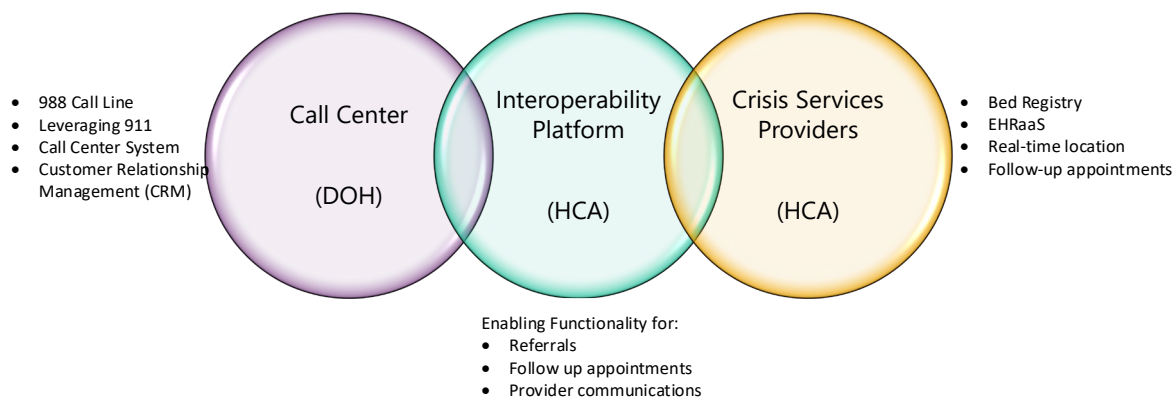 • 988 Call Line
• Leveraging 911
• Call Center System
• Customer Relationship
Management (CRM)
Call Center
(DOH)
Interoperability
Platform
(HCA)
Crisis Services
Providers
(HCA)
• Bed Registry
• EHRaaS
• Real-time location
• Follow-up appointments
Enabling Functionality for:
• Referrals
• Follow up appointments
• Provider communications